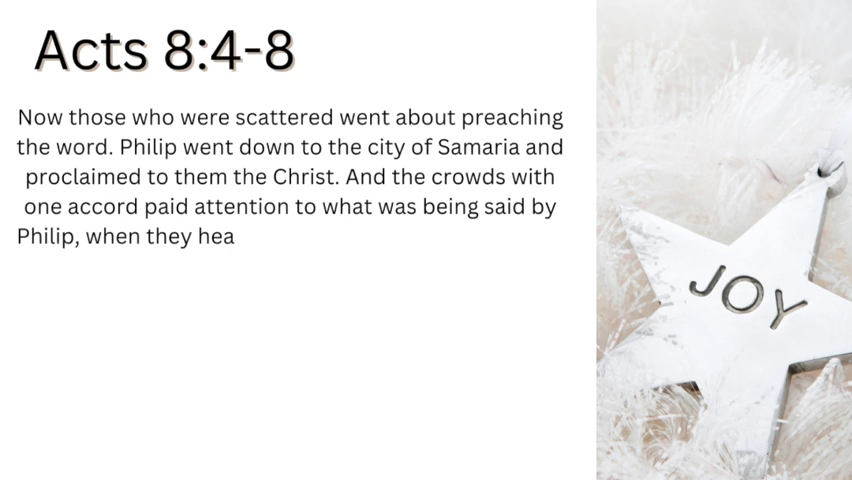 Acts 8:4-8
Now those who were scattered went about preaching
the word. Philip went down to the city of Samaria and
proclaimed to them the Christ. And the crowds with
one accord paid attention to what was being said by
Philip, when they hea
JOY